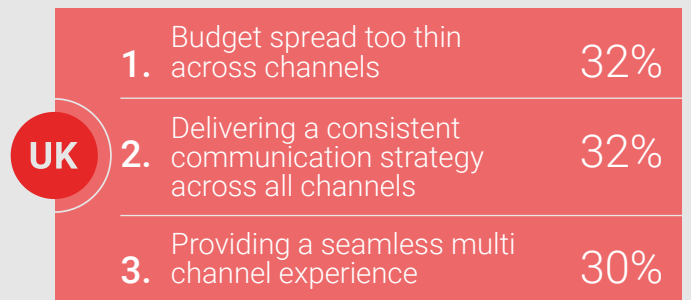 UK
1. Budget spread too thin
across channels 32%
2. Delivering a consistent
communication strategy
across all channels 32%
3. Providing a seamless multi
channel experience 30%